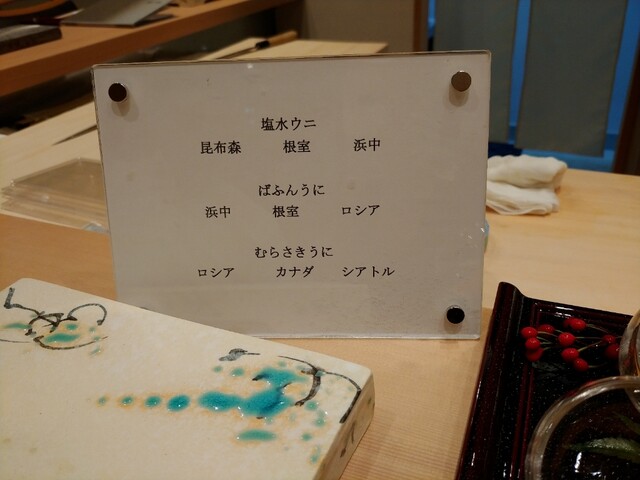 塩水ウニ
昆布森 根室 浜中
ばふんうに
浜中 根室 ロシア
むらさきうに
ロシア カナダ シアトル